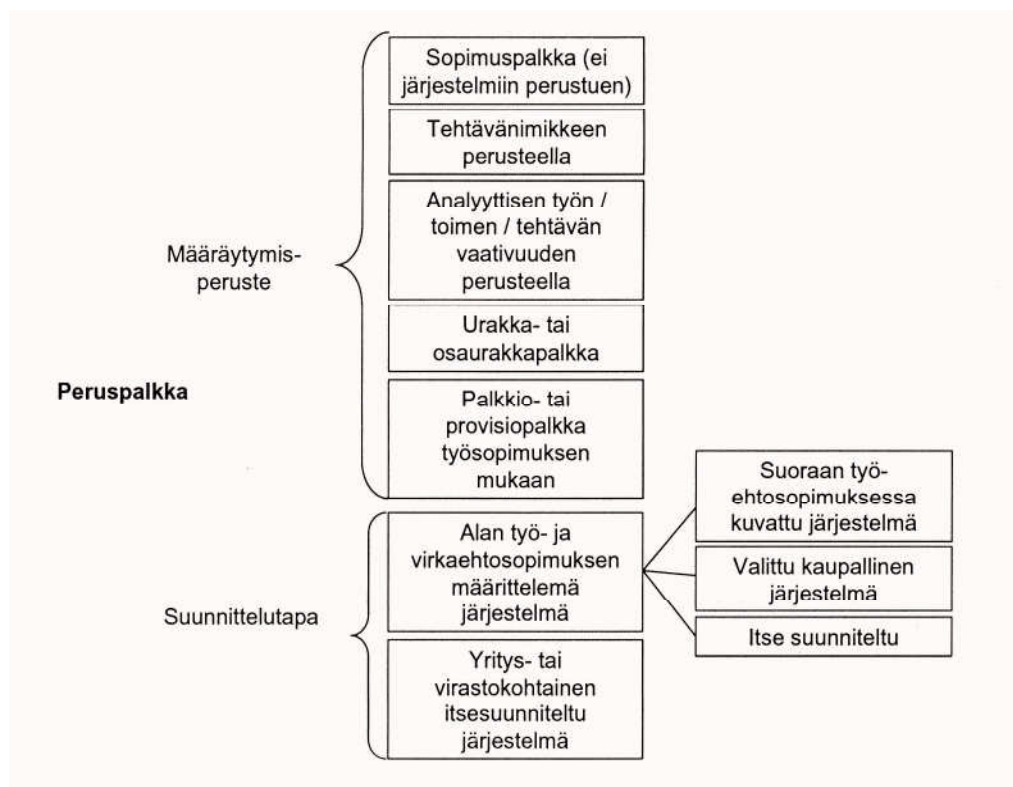 Sopimuspalkka (ei
järjestelmiin perustuen)
Tehtävänimikkeen
perusteella
Analyyttisen työn /
toimen / tehtävän
vaativuuden
perusteella
Määräytymis-
peruste
Urakka- tai
osaurakkapalkka
Peruspalkka
Palkkio- tai
provisiopalkka
työsopimuksen
mukaan
Suoraan työ-
ehtosopimuksessa
kuvattu järjestelmä
Alan työ- ja
virkaehtosopimuksen
määrittelemä
järjestelmä
Valittu kaupallinen
järjestelmä
Suunnittelutapa
Itse suunniteltu
Yritys- tai
virastokohtainen
itsesuunniteltu
järjestelmä